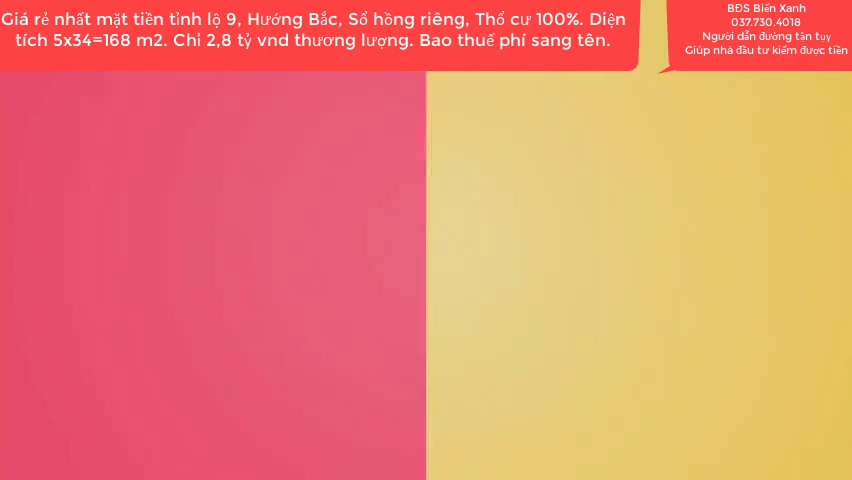 Giá rẻ nhất mặt tiền tỉnh lộ 9, Hướng Bắc, Sổ hồng riêng, Thổ cư 100%. Diện
tích 5x34=168 m2. Chỉ 2,8 tỷ vnd thương lượng. Bao thuế phí sang tên.
BĐS Biển Xanh
037.730.4018
Người dẫn đường tận tụy
Giúp nhà đầu tư kiếm được tiền